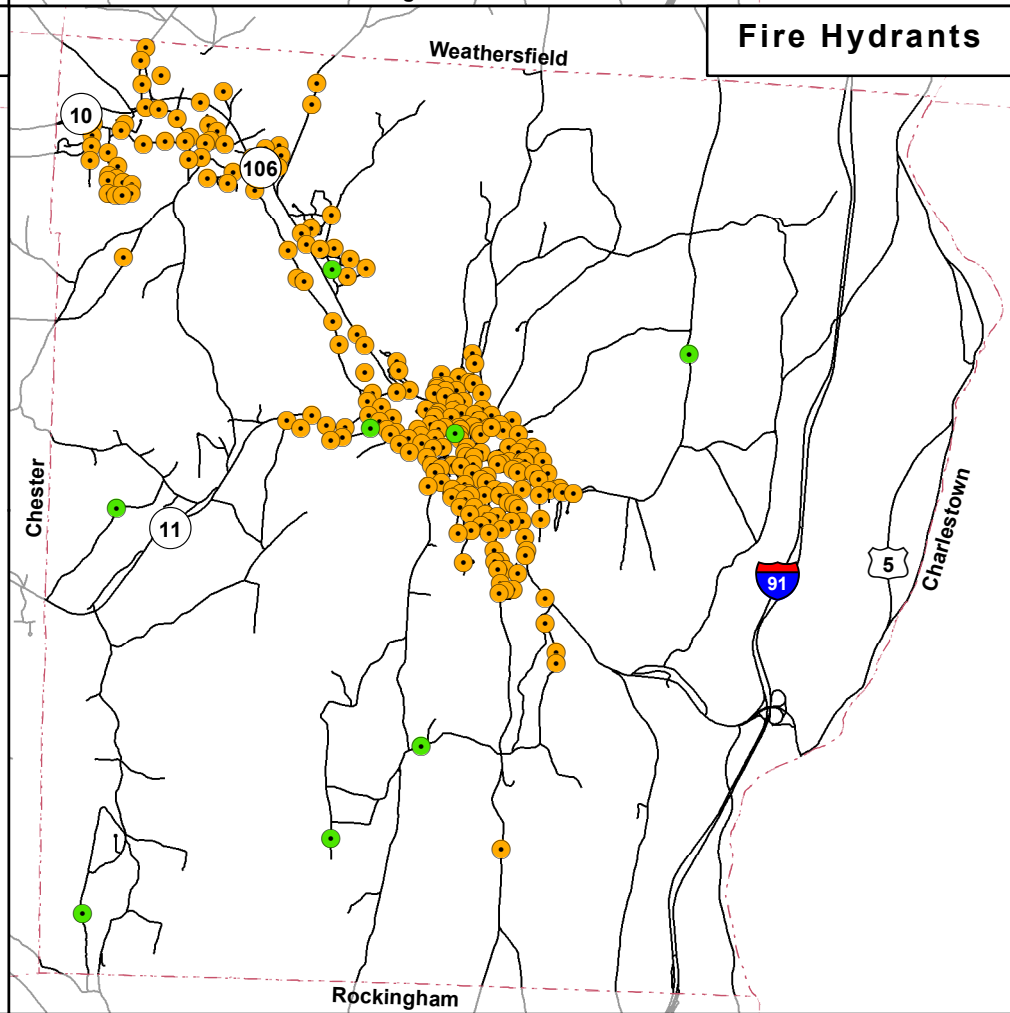 Fire Hydrants
Weathersfield
10
106
Chester
11
91
5
Charlestown
Rockingham